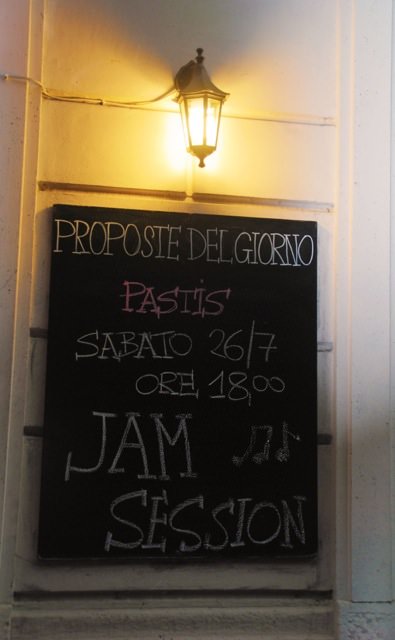 PROPOSTE DEL GIORNO
PASTIS
SABATO 26/7
ORE 18,00
JAM
SESSION